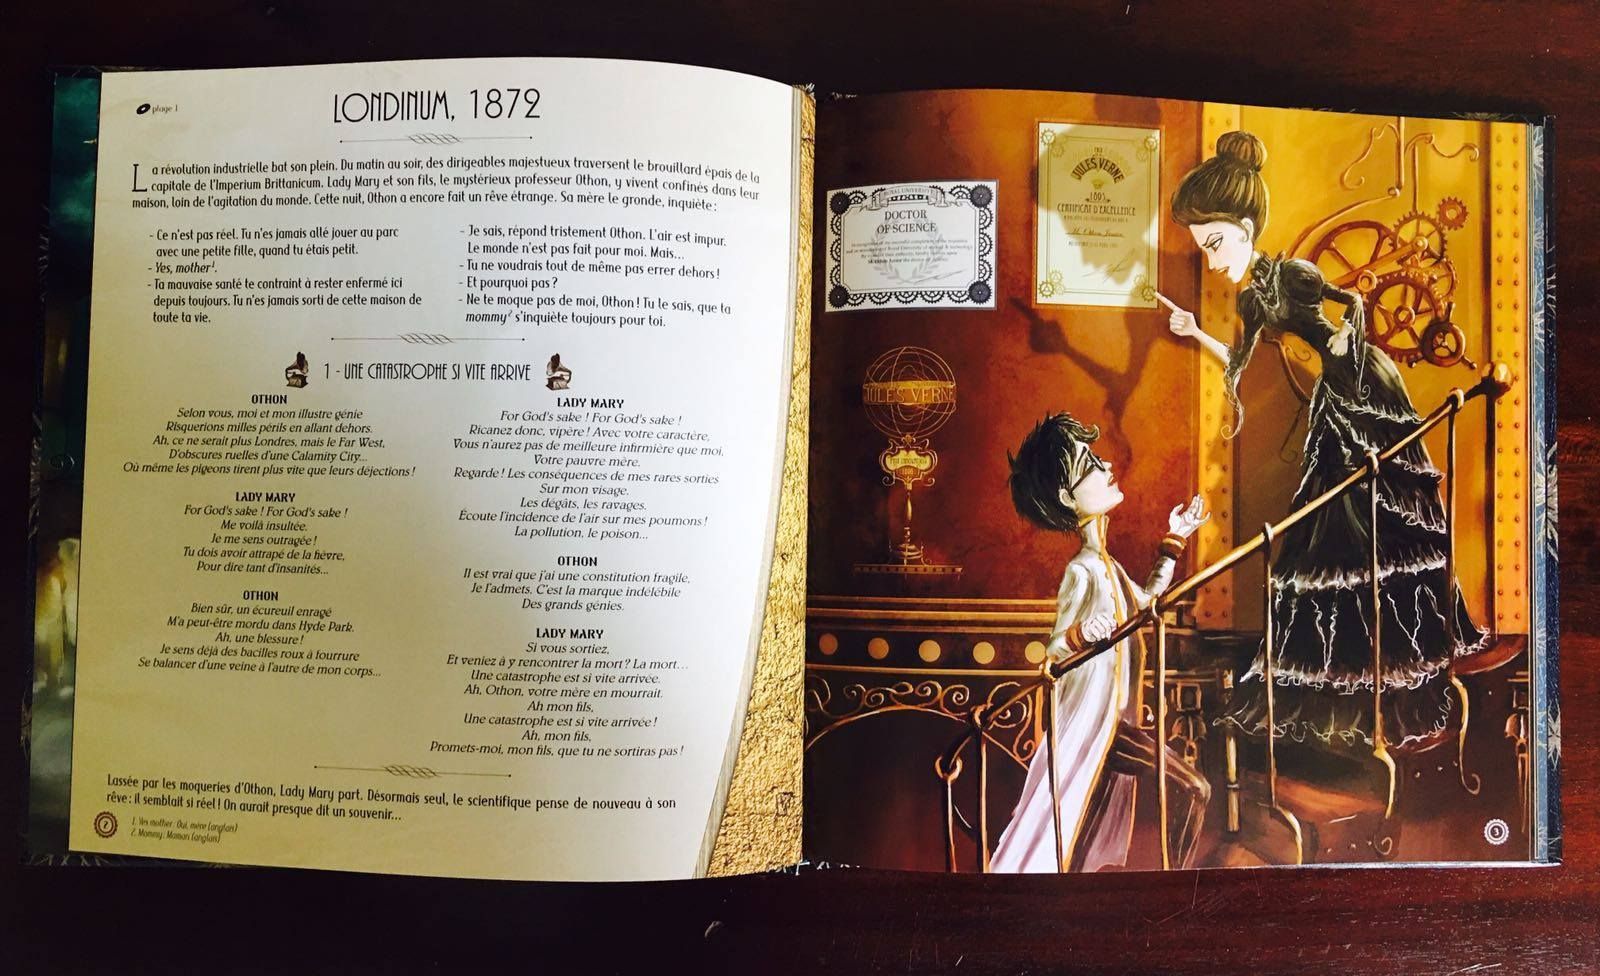 plage 1
LONDINUM, 1872
La révolution industrielle bat son plein. Du matin au soir, des dirigeables majestueux traversent le brouillard épais de la
capitale de l'Imperium Brittanicum. Lady Mary et son fils, le mystérieux professeur Othon, y vivent confinés dans leur
maison, loin de l'agitation du monde. Cette nuit, Othon a encore fait un rêve étrange. Sa mère le gronde, inquiète :
- Ce n'est pas réel. Tu n'es jamais allé jouer au parc
avec une petite fille, quand tu étais petit.
- Yes, mother¹.
- Ta mauvaise santé te contraint à rester enfermé ici
depuis toujours. Tu n'es jamais sorti de cette maison de
toute ta vie.
- Je sais, répond tristement Othon. L'air est impur.
Le monde n'est pas fait pour moi. Mais...
- Tu ne voudrais tout de même pas errer dehors !
- Et pourquoi pas ?
- Ne te moque pas de moi, Othon ! Tu le sais, que ta
mommy² s'inquiète toujours pour toi.
1 - UNE CATASTROPHE SI VITE ARRIVE
OTHON
Selon vous, moi et mon illustre génie
Risquerions milles périls en allant dehors.
Ah, ce ne serait plus Londres, mais le Far West,
D'obscures ruelles d'une Calamity City...
Où même les pigeons tirent plus vite que leurs déjections !
LADY MARY
For God's sake ! For God's sake !
Me voilà insultée.
Je me sens outragée !
Tu dois avoir attrapé de la fièvre,
Pour dire tant d'insanités...
OTHON
Bien sûr, un écureuil enragé
M'a peut-être mordu dans Hyde Park.
Ah, une blessure !
Je sens déjà des bacilles roux à fourrure
Se balancer d'une veine à l'autre de mon corps...
LADY MARY
For God's sake ! For God's sake !
Ricanez donc, vipère ! Avec votre caractère,
Vous n'aurez pas de meilleure infirmière que moi,
Votre pauvre mère.
Regarde ! Les conséquences de mes rares sorties
Sur mon visage.
Les dégâts, les ravages.
Écoute l'incidence de l'air sur mes poumons !
La pollution, le poison...
OTHON
Il est vrai que j'ai une constitution fragile,
Je l'admets. C'est la marque indélébile
Des grands génies.
LADY MARY
Si vous sortiez,
Et veniez à y rencontrer la mort ? La mort...
Une catastrophe est si vite arrivée.
Ah, Othon, votre mère en mourrait.
Ah mon fils,
Une catastrophe est si vite arrivée !
Ah, mon fils,
Promets-moi, mon fils, que tu ne sortiras pas !
Lassée par les moqueries d'Othon, Lady Mary part. Désormais seul, le scientifique pense de nouveau à son
rêve : il semblait si réel ! On aurait presque dit un souvenir...
1. Yes mother : Oui, mère (anglais)
2. Mommy : Maman (anglais)
2
ROYAL UNIVERSITY
DOCTOR
OF SCIENCE
JULES VERNE
CERTIFICAT D'EXCELLENCE
JULES VERNE
3